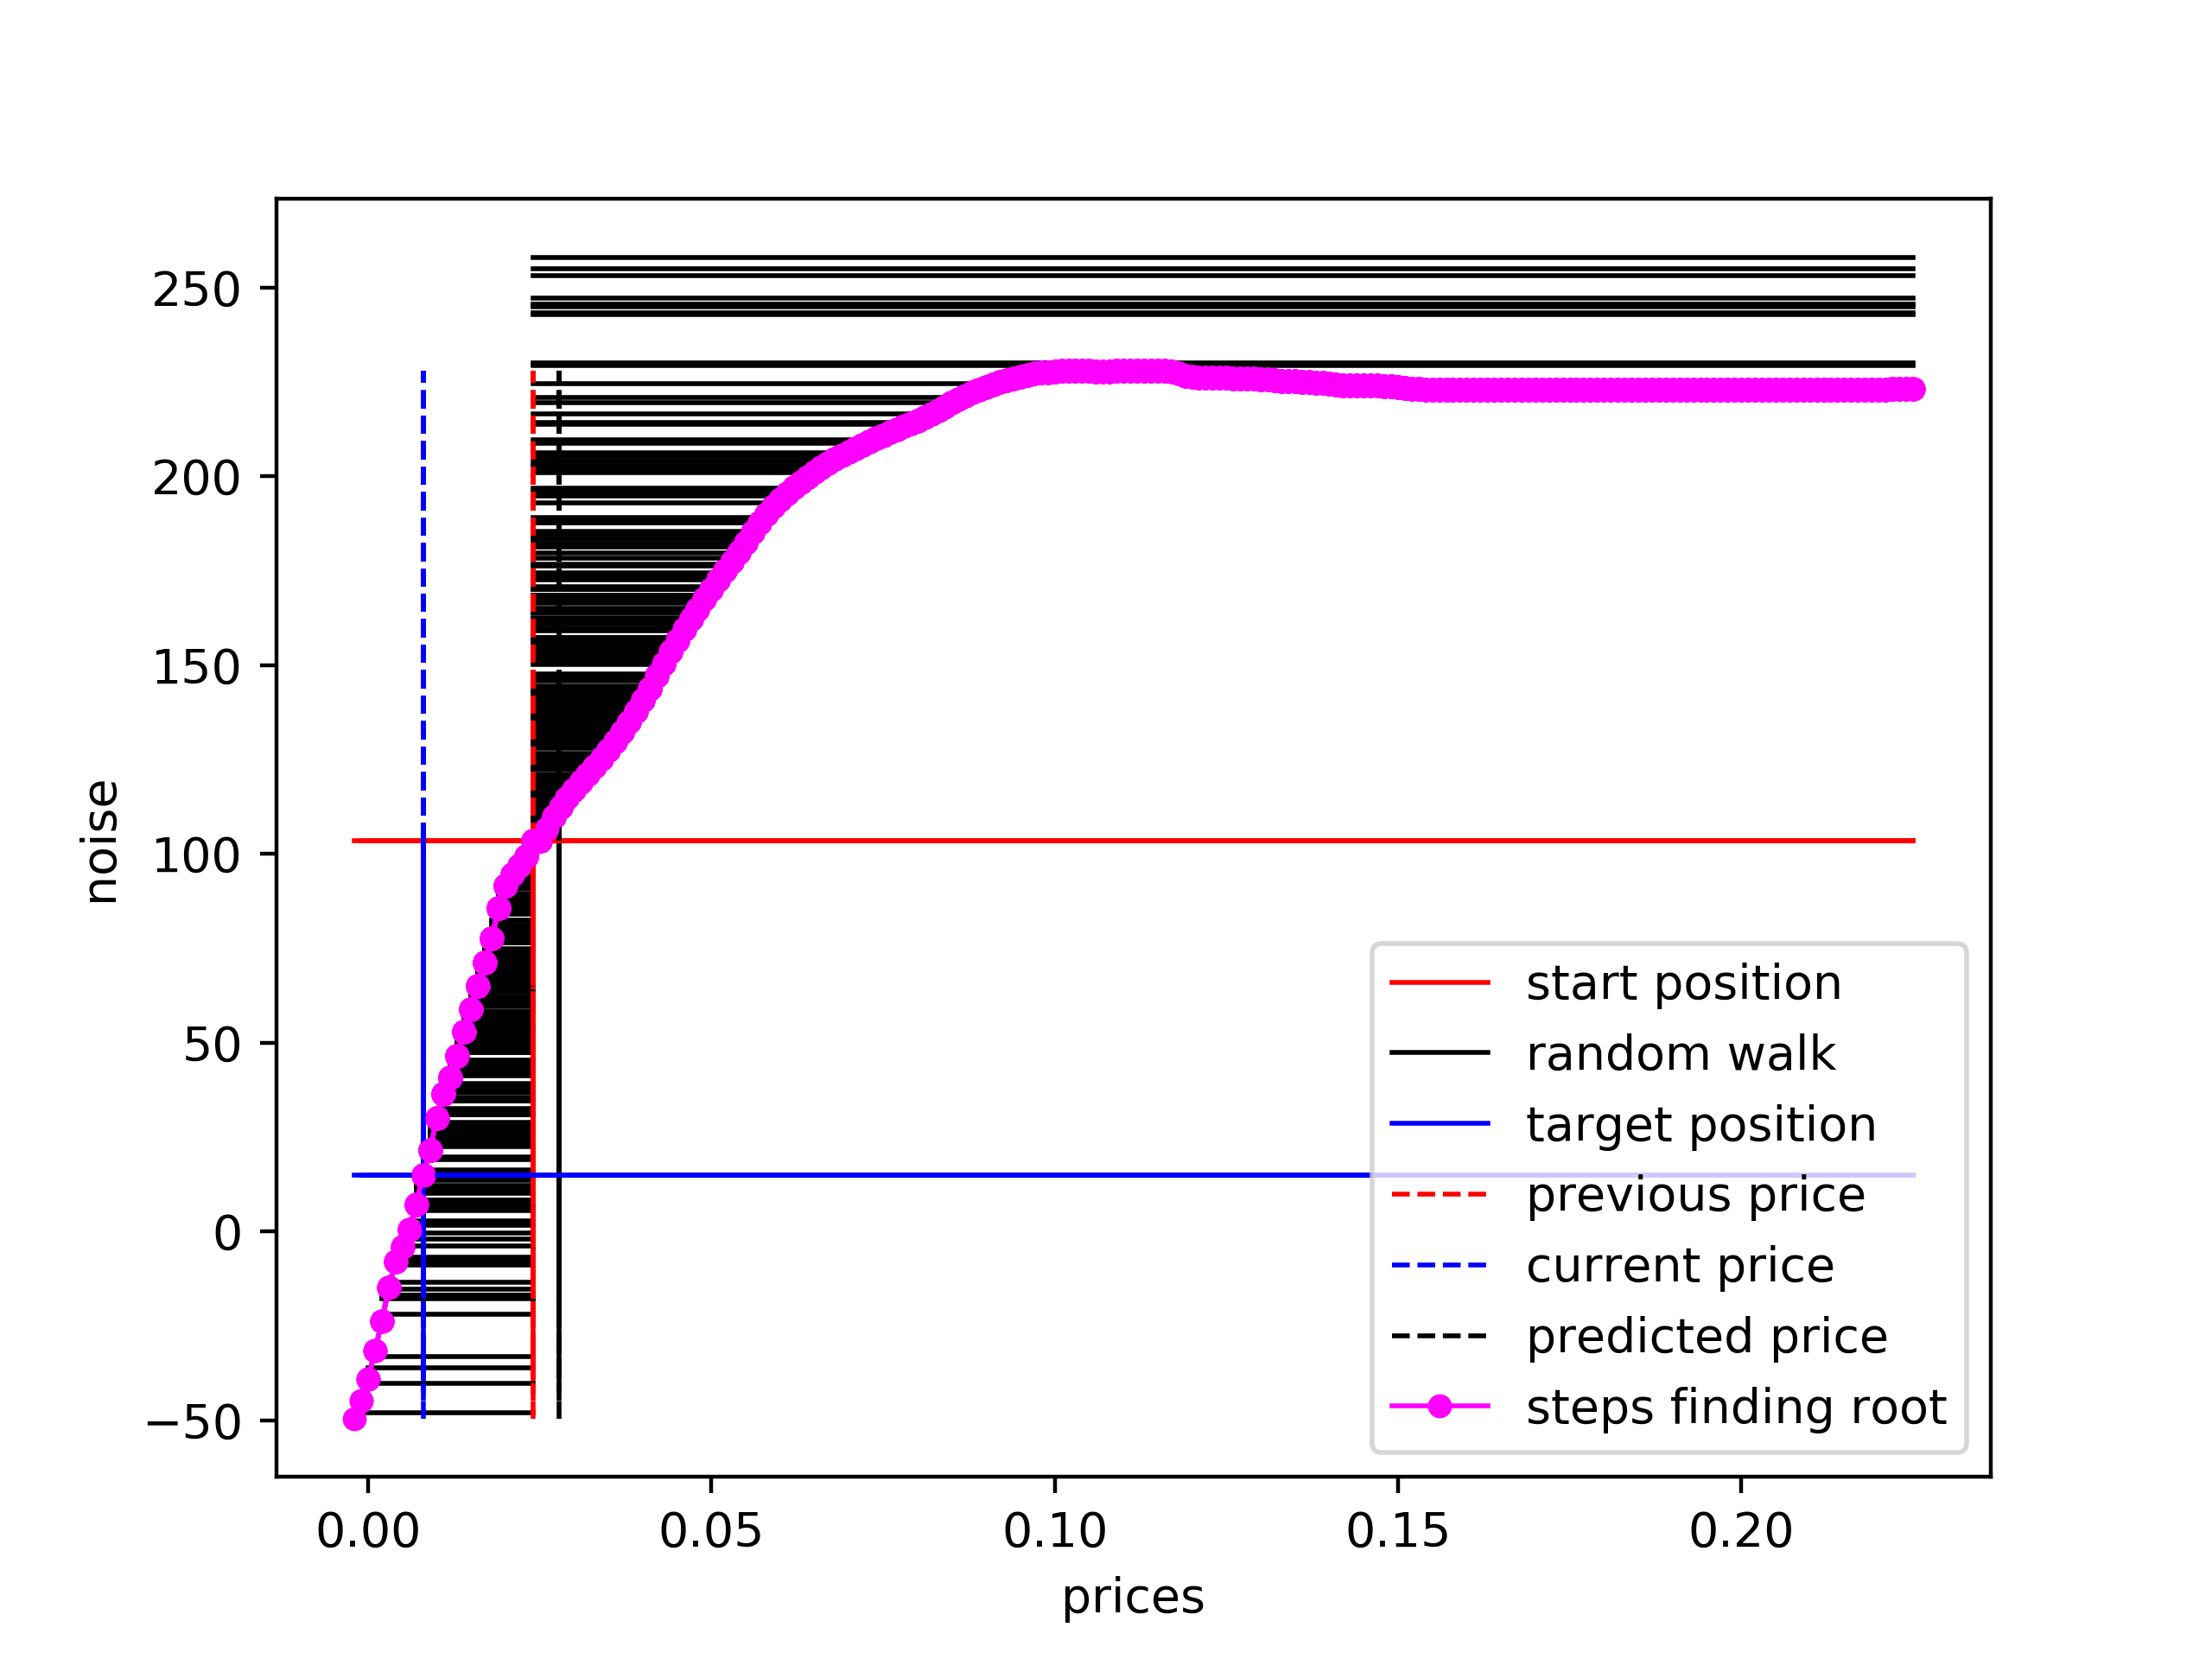 250
200
150
100
50
0
−50
noise
0.00 0.05 0.10 0.15 0.20
prices
start position
random walk
target position
previous price
current price
predicted price
steps finding root